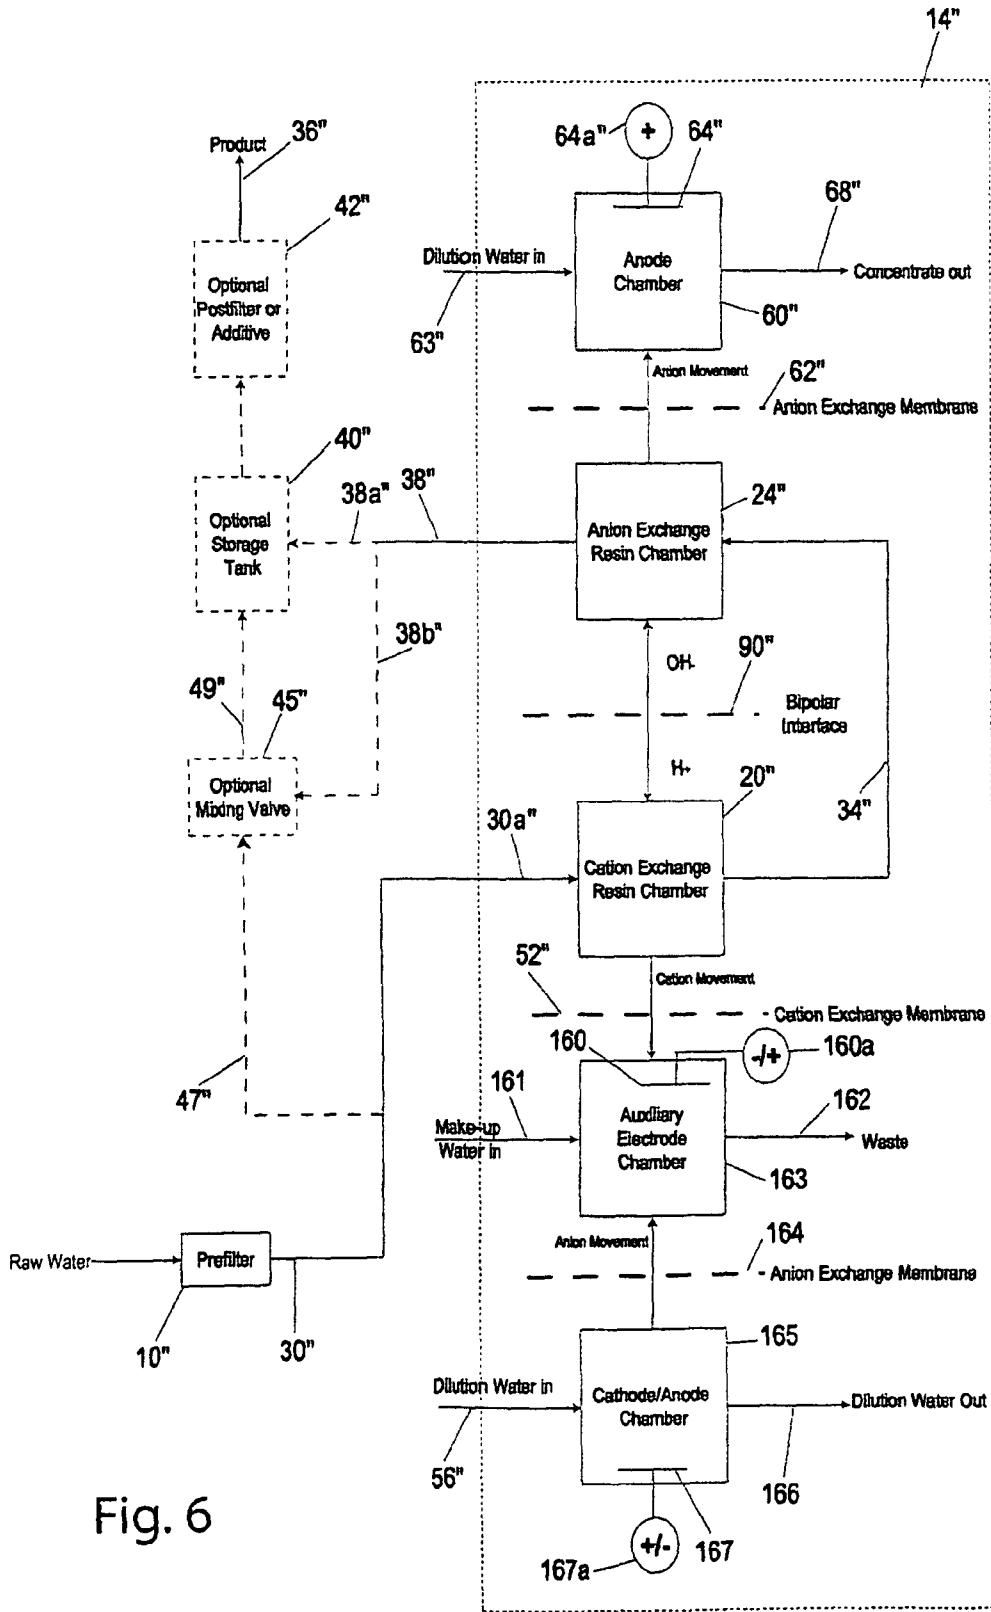 14"
36"
Product
64a"
+
64"
42"
68"
Optional
Postfilter or
Additive
Dilution Water in
Anode
Chamber
Concentrate out
63"
60"
Anion Movement
62"
Anion Exchange Membrane
40"
38a"
38"
24"
Optional
Storage
Tank
Anion Exchange
Resin Chamber
38b"
OH-
90"
49"
45"
Bipolar
Interface
H+
20"
Optional
Mixing Valve
30a"
34"
Cation Exchange
Resin Chamber
52"
Cation Movement
Cation Exchange Membrane
160
-/+
160a
47"
161
162
Make-up
Water in
Auxiliary
Electrode
Chamber
Waste
163
Anion Movement
164
Raw Water
Prefilter
Anion Exchange Membrane
10"
30"
165
Dilution Water in
Cathode/Anode
Chamber
Dilution Water Out
56"
166
Fig. 6
+/-
167
167a